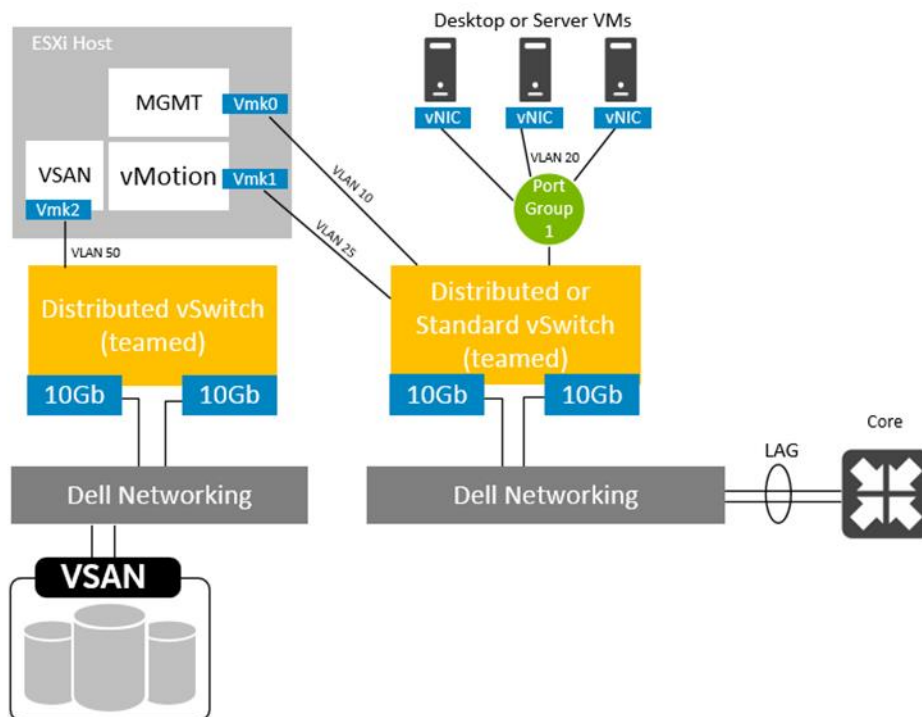 Desktop or Server VMs
ESXi Host
MGMT
Vmk0
vNIC
vNIC
vNIC
VSAN
vMotion
Vmk1
Vmk2
VLAN 10
VLAN 20
Port
Group
1
VLAN 25
VLAN 50
Distributed vSwitch
(teamed)
10Gb
10Gb
Distributed or
Standard vSwitch
(teamed)
10Gb
10Gb
Core
LAG
Dell Networking
Dell Networking
VSAN